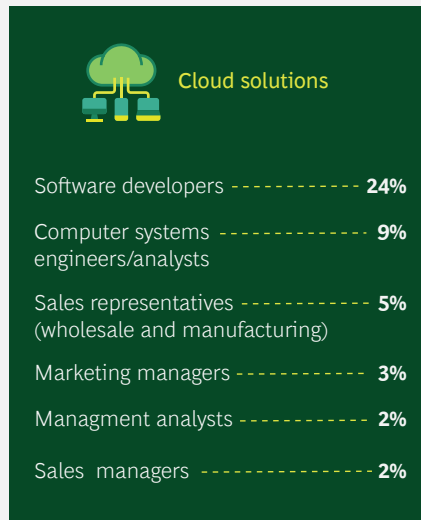 Cloud solutions
Software developers 24%
Computer systems 9%
engineers/analysts
Sales representatives 5%
(wholesale and manufacturing)
Marketing managers 3%
Managment analysts 2%
Sales managers 2%